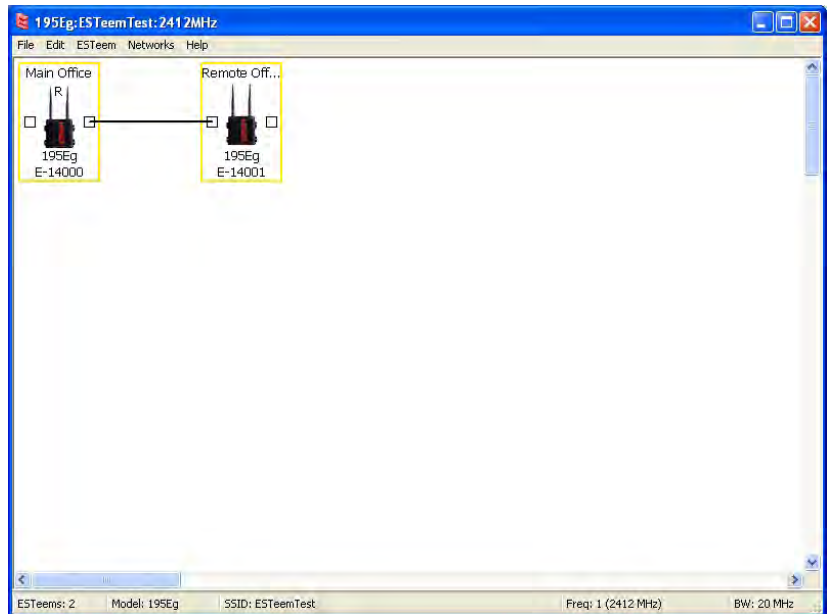 195Eg:ESTeemTest:2412MHz
File Edit ESTeem Networks Help
Main Office
R
195Eg
E-14000
Remote Off...
195Eg
E-14001
ESTeems: 2 Model: 195Eg SSID: ESTeemTest Freq: 1 (2412 MHz) BW: 20 MHz